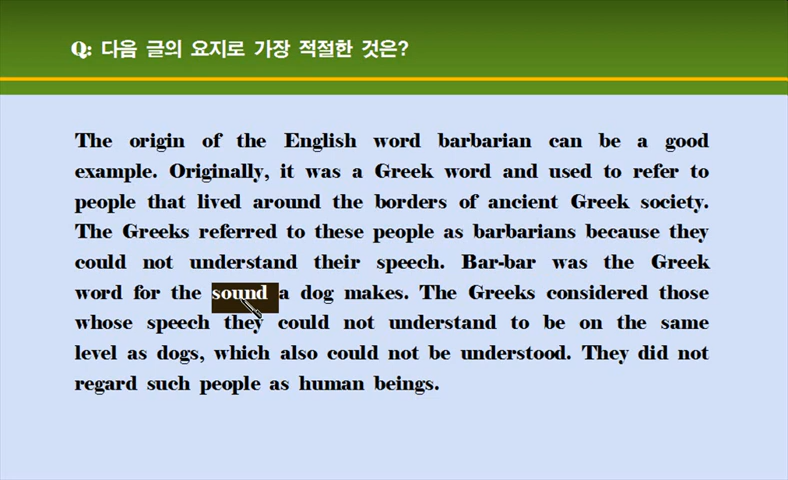 Q: 다음 글의 요지로 가장 적절한 것은?
The origin of the English word barbarian can be a good
example. Originally, it was a Greek word and used to refer to
people that lived around the borders of ancient Greek society.
The Greeks referred to these people as barbarians because they
could not understand their speech. Bar-bar was the Greek
word for the sound a dog makes. The Greeks considered those
whose speech they could not understand to be on the same
level as dogs, which also could not be understood. They did not
regard such people as human beings.